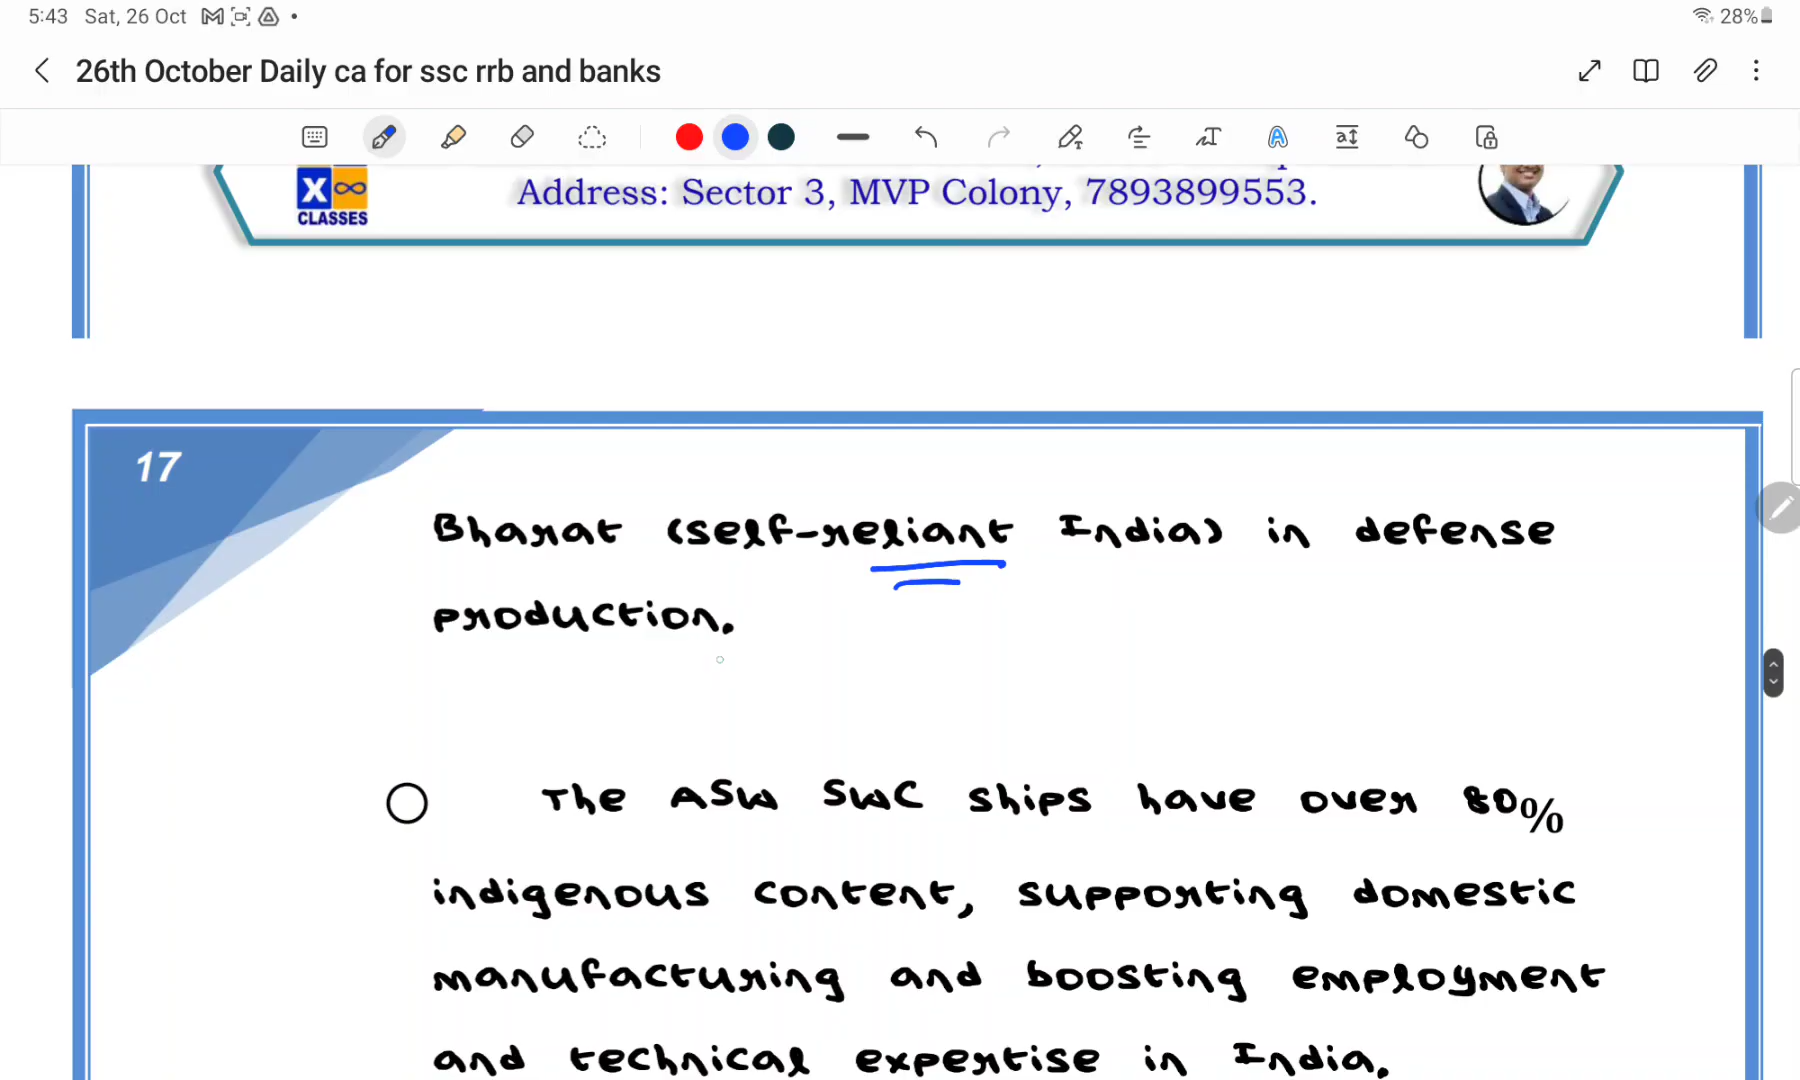 5:43 Sat, 26 Oct
28%
26th October Daily ca for ssc rrb and banks
X ∞
CLASSES
Address: Sector 3, MVP Colony, 7893899553.
17
Bharat (self-reliant India) in defense
production.
The ASW SWC ships have over 80%
indigenous content, supporting domestic
manufacturing and boosting employment
and technical expertise in India.